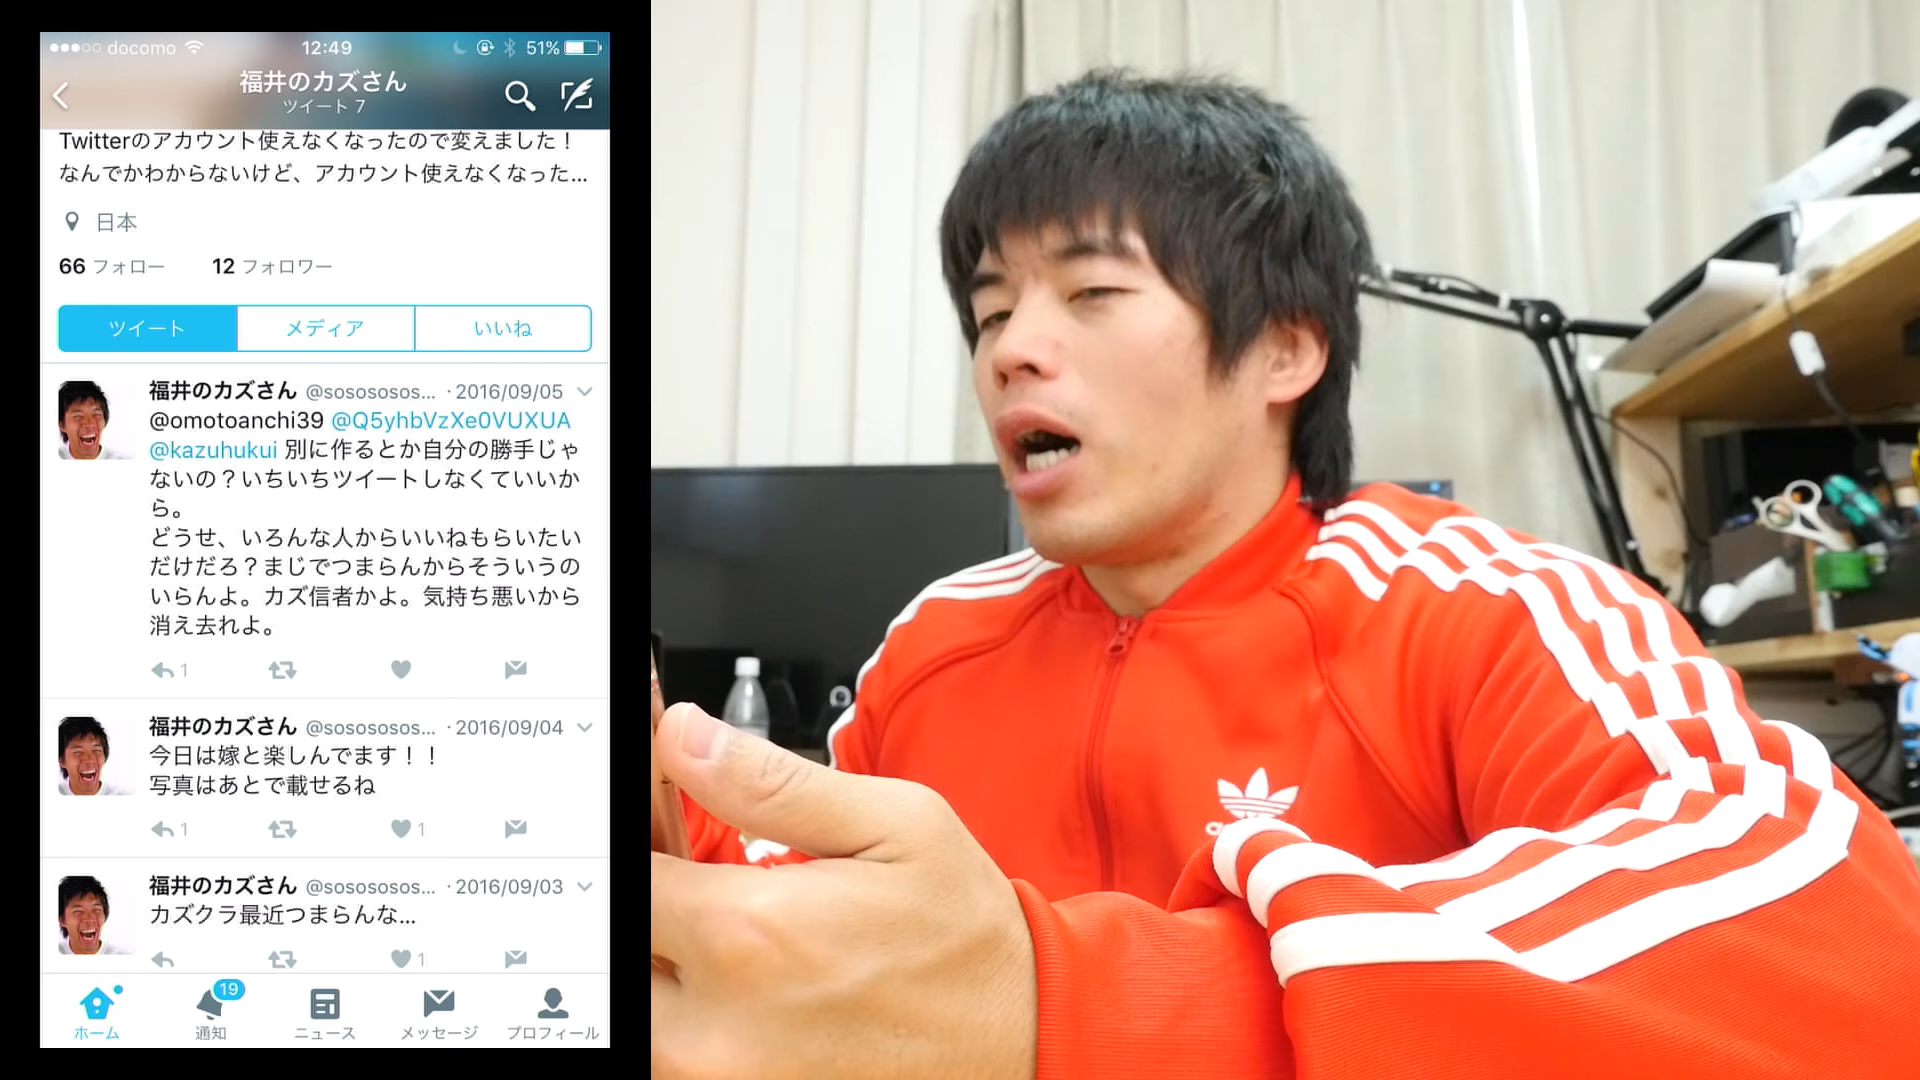 docomo
12:49
51%
福井のカズさん
ツイート 7
Twitterのアカウント使えなくなったので変えました！
なんでかわからないけど、アカウント使えなくなった...
日本
66 フォロー
12 フォロワー
ツイート
メディア
いいね
福井のカズさん @sosososos... · 2016/09/05
@omotoanchi39 @Q5yhbVzXe0VUXUA
@kazuhukui 別に作るとか自分の勝手じゃ
ないの？いちいちツイートしなくていいか
ら。
どうせ、いろんな人からいいねもらいたい
だけだろ？まじでつまらんからそういうの
いらんよ。カズ信者かよ。気持ち悪いから
消え去れよ。
1
福井のカズさん @sosososos... · 2016/09/04
今日は嫁と楽しんでます！！
写真はあとで載せるね
1
1
福井のカズさん @sosososos... · 2016/09/03
カズクラ最近つまらんな...
1
19
ホーム
通知
ニュース
メッセージ
プロフィール